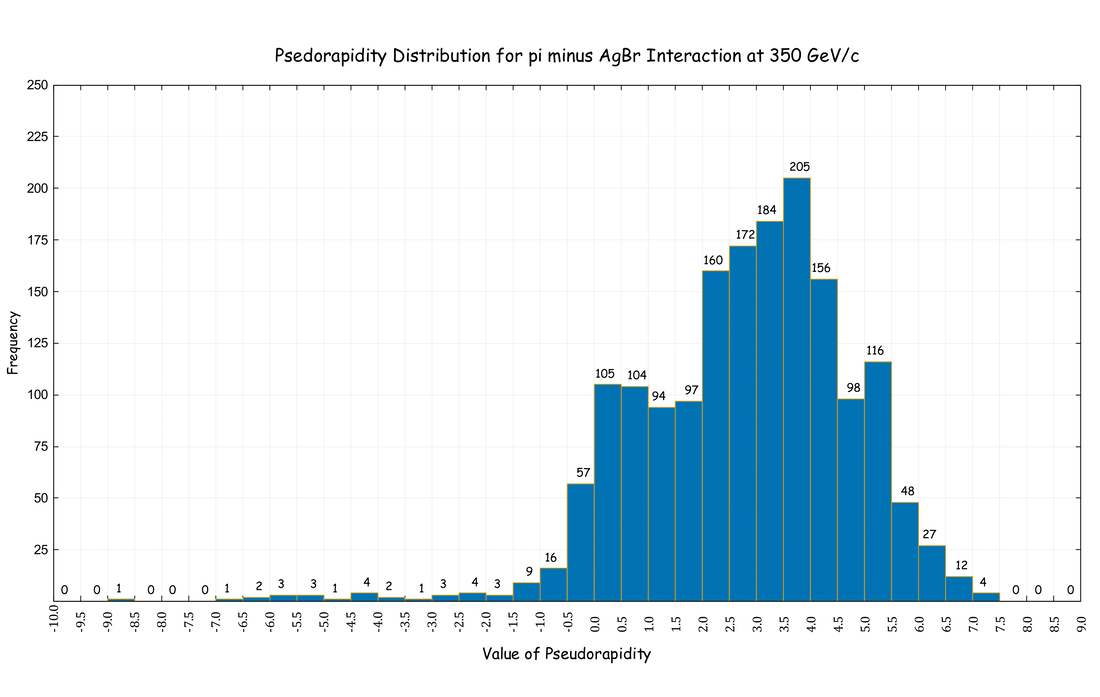 Psedorapidity Distribution for pi minus AgBr Interaction at 350 GeV/c
250
225
200
175
150
125
100
75
50
25
Frequency
0 0 1 0 0 0 1 2 3 3 1 4 2 1 3 4 3 9 16 57 105 104 94 97 160 172 184 205 156 98 116 48 27 12 4 0 0 0
-10.0 -9.5 -9.0 -8.5 -8.0 -7.5 -7.0 -6.5 -6.0 -5.5 -5.0 -4.5 -4.0 -3.5 -3.0 -2.5 -2.0 -1.5 -1.0 -0.5 0.0 0.5 1.0 1.5 2.0 2.5 3.0 3.5 4.0 4.5 5.0 5.5 6.0 6.5 7.0 7.5 8.0 8.5 9.0
Value of Pseudorapidity